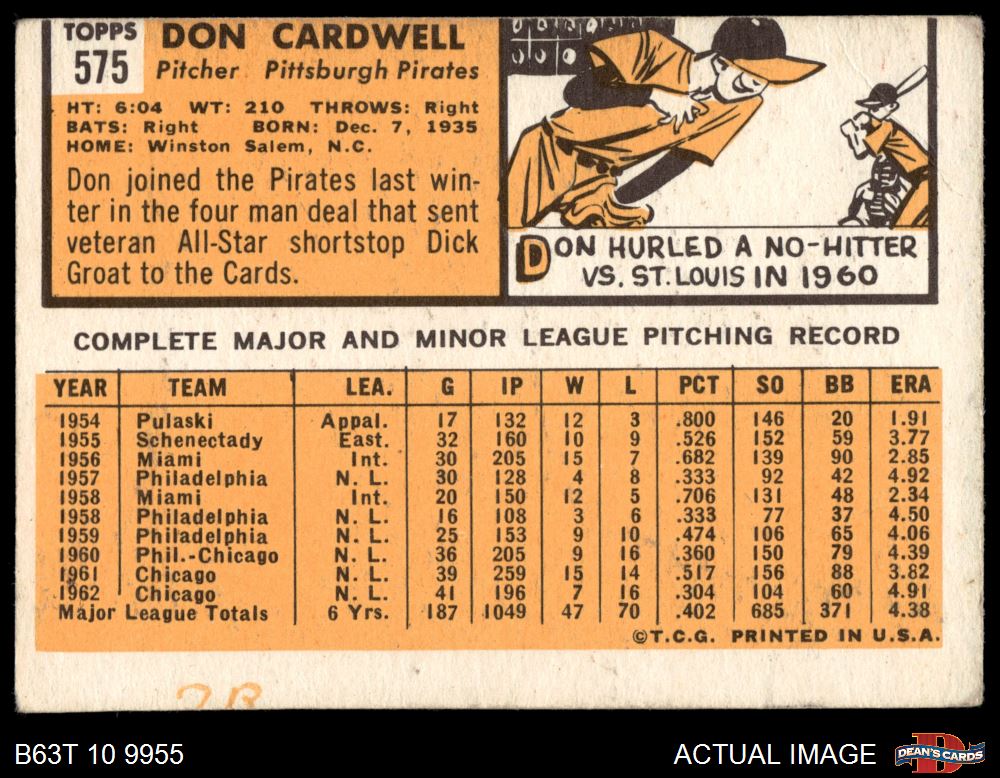 TOPPS
575
DON CARDWELL
Pitcher Pittsburgh Pirates
HT: 6:04 WT: 210 THROWS: Right
BATS: Right BORN: Dec. 7, 1935
HOME: Winston Salem, N.C.
Don joined the Pirates last win-
ter in the four man deal that sent
veteran All-Star shortstop Dick
Groat to the Cards.
DON HURLED A NO-HITTER
VS. ST. LOUIS IN 1960
COMPLETE MAJOR AND MINOR LEAGUE PITCHING RECORD
YEAR TEAM LEA. G IP W L PCT SO BB ERA
1954 Pulaski Appal. 17 132 12 3 .800 146 20 1.91
1955 Schenectady East. 32 160 10 9 .526 152 59 3.77
1956 Miami Int. 30 205 15 7 .682 139 90 2.85
1957 Philadelphia N. L. 30 128 4 8 .333 92 42 4.92
1958 Miami Int. 20 150 12 5 .706 131 48 2.34
1958 Philadelphia N. L. 16 108 3 6 .333 77 37 4.50
1959 Philadelphia N. L. 25 153 9 10 .474 106 65 4.06
1960 Phil.-Chicago N. L. 36 205 9 16 .360 150 79 4.39
1961 Chicago N. L. 39 259 15 14 .517 156 88 3.82
1962 Chicago N. L. 41 196 7 16 .304 104 60 4.91
Major League Totals 6 Yrs. 187 1049 47 70 .402 685 371 4.38
©T.C.G. PRINTED IN U.S.A.
B63T 10 9955
ACTUAL IMAGE
DEAN'S CARDS